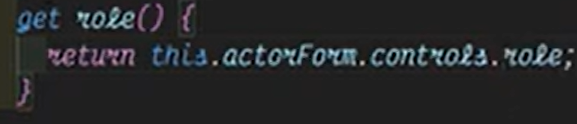 get role() {
return this.actorForm.controls.role;
}